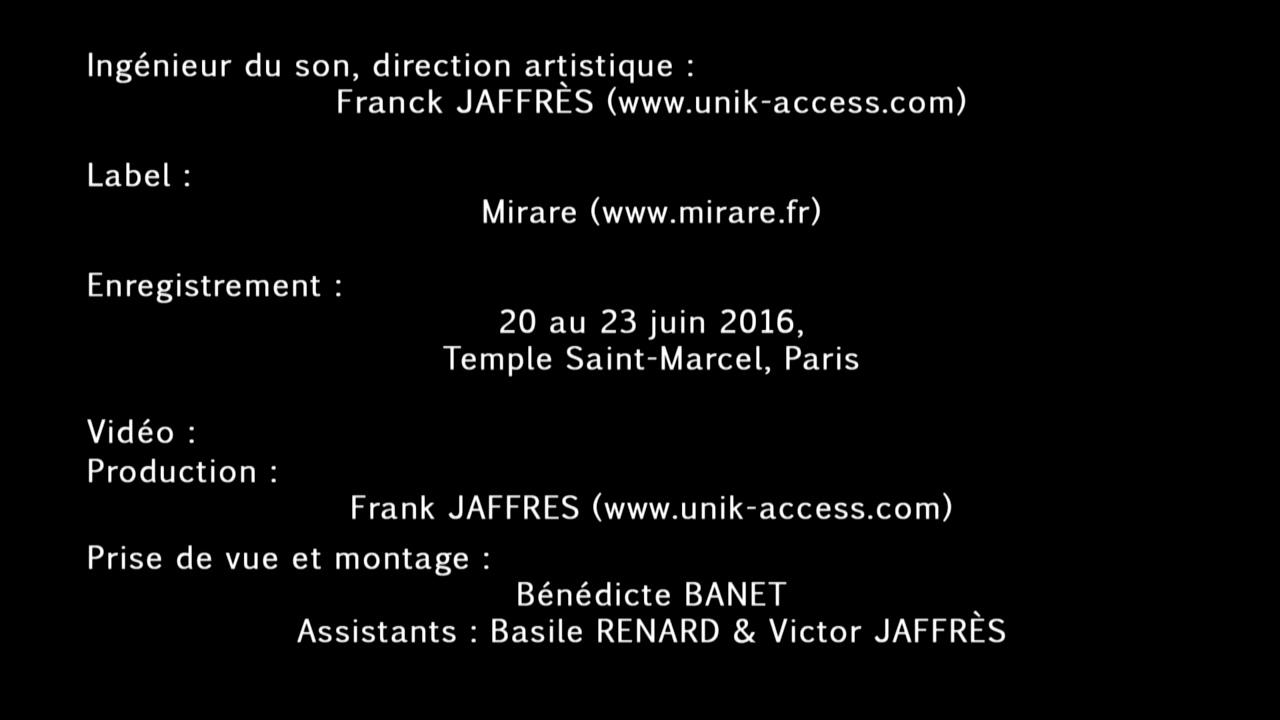 Ingénieur du son, direction artistique :
Franck JAFFRÈS (www.unik-access.com)
Label :
Mirare (www.mirare.fr)
Enregistrement :
20 au 23 juin 2016,
Temple Saint-Marcel, Paris
Vidéo :
Production :
Frank JAFFRES (www.unik-access.com)
Prise de vue et montage :
Bénédicte BANET
Assistants : Basile RENARD & Victor JAFFRÈS